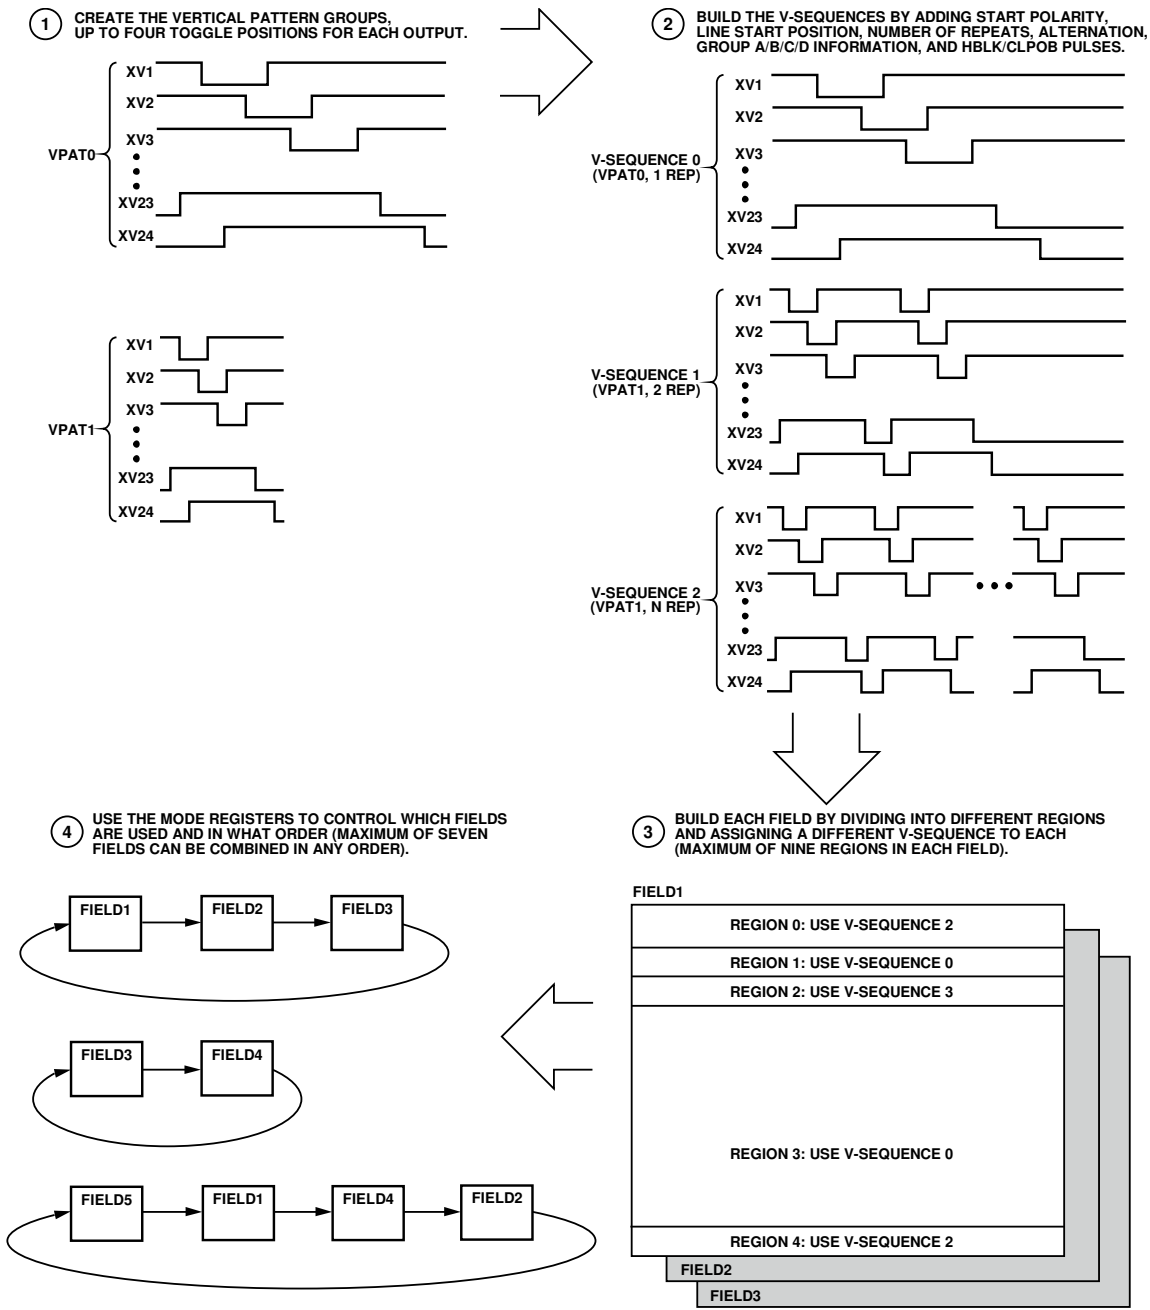 1
CREATE THE VERTICAL PATTERN GROUPS,
UP TO FOUR TOGGLE POSITIONS FOR EACH OUTPUT.
VPAT0
XV1
XV2
XV3
XV23
XV24
VPAT1
XV1
XV2
XV3
XV23
XV24
2
BUILD THE V-SEQUENCES BY ADDING START POLARITY,
LINE START POSITION, NUMBER OF REPEATS, ALTERNATION,
GROUP A/B/C/D INFORMATION, AND HBLK/CLPOB PULSES.
V-SEQUENCE 0
(VPAT0, 1 REP)
XV1
XV2
XV3
XV23
XV24
V-SEQUENCE 1
(VPAT1, 2 REP)
XV1
XV2
XV3
XV23
XV24
V-SEQUENCE 2
(VPAT1, N REP)
XV1
XV2
XV3
XV23
XV24
3
BUILD EACH FIELD BY DIVIDING INTO DIFFERENT REGIONS
AND ASSIGNING A DIFFERENT V-SEQUENCE TO EACH
(MAXIMUM OF NINE REGIONS IN EACH FIELD).
FIELD1
REGION 0: USE V-SEQUENCE 2
REGION 1: USE V-SEQUENCE 0
REGION 2: USE V-SEQUENCE 3
REGION 3: USE V-SEQUENCE 0
REGION 4: USE V-SEQUENCE 2
FIELD2
FIELD3
4
USE THE MODE REGISTERS TO CONTROL WHICH FIELDS
ARE USED AND IN WHAT ORDER (MAXIMUM OF SEVEN
FIELDS CAN BE COMBINED IN ANY ORDER).
FIELD1 FIELD2 FIELD3
FIELD3 FIELD4
FIELD5 FIELD1 FIELD4 FIELD2